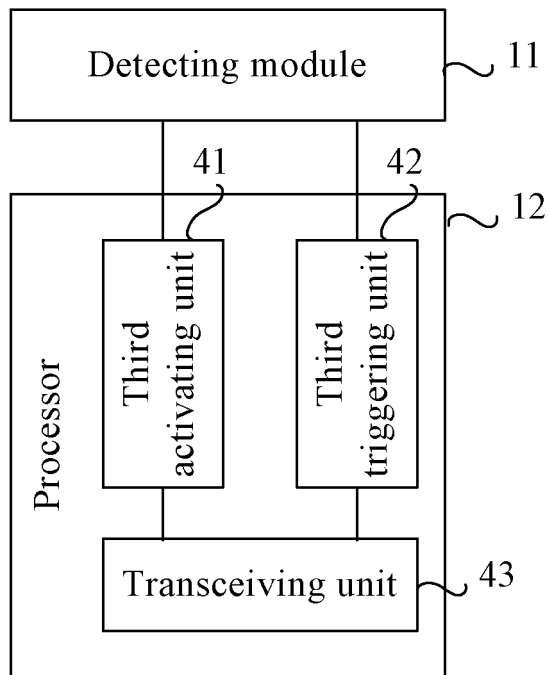 Detecting module
11
41
42
12
Processor
Third
activating unit
Third
triggering unit
Transceiving unit
43